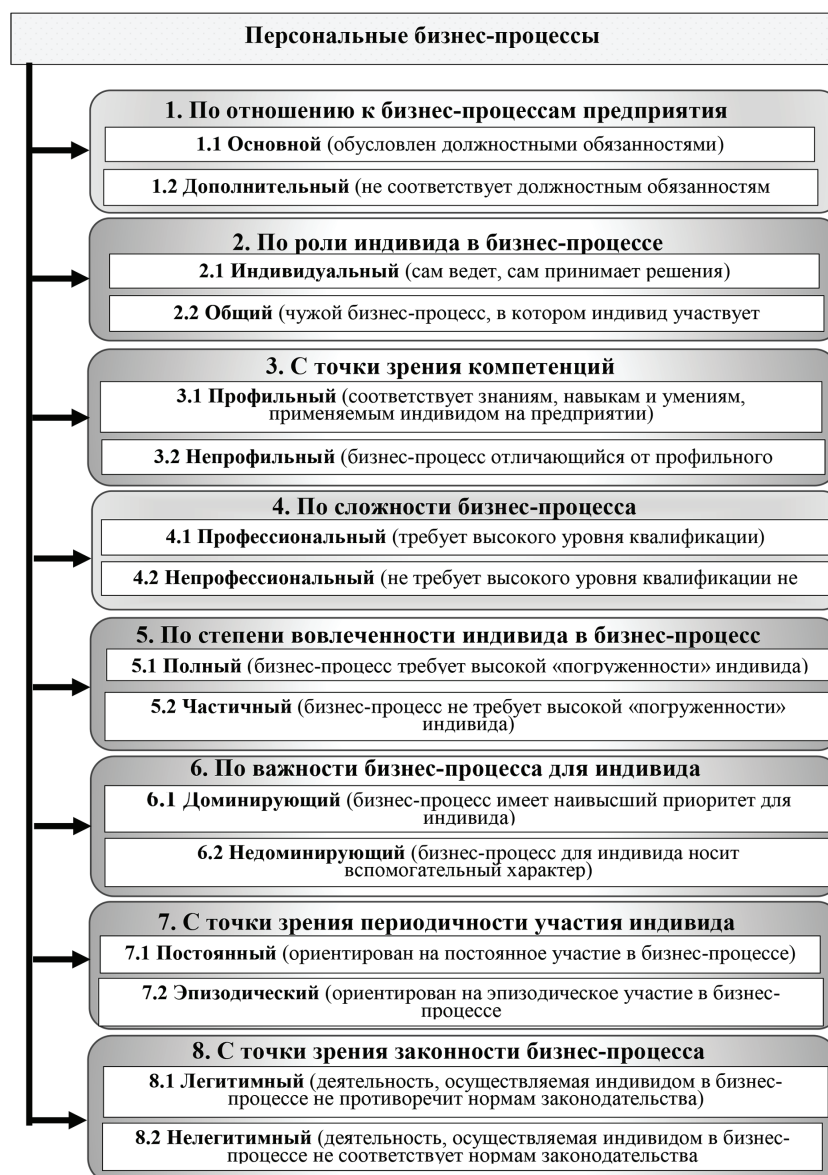 Персональные бизнес-процессы
1. По отношению к бизнес-процессам предприятия
1.1 Основной (обусловлен должностными обязанностями)
1.2 Дополнительный (не соответствует должностным обязанностям
2. По роли индивида в бизнес-процессе
2.1 Индивидуальный (сам ведет, сам принимает решения)
2.2 Общий (чужой бизнес-процесс, в котором индивид участвует
3. С точки зрения компетенций
3.1 Профильный (соответствует знаниям, навыкам и умениям,
применяемым индивидом на предприятии)
3.2 Непрофильный (бизнес-процесс отличающийся от профильного
4. По сложности бизнес-процесса
4.1 Профессиональный (требует высокого уровня квалификации)
4.2 Непрофессиональный (не требует высокого уровня квалификации не
5. По степени вовлеченности индивида в бизнес-процесс
5.1 Полный (бизнес-процесс требует высокой «погруженности» индивида)
5.2 Частичный (бизнес-процесс не требует высокой «погруженности»
индивида)
6. По важности бизнес-процесса для индивида
6.1 Доминирующий (бизнес-процесс имеет наивысший приоритет для
индивида)
6.2 Недоминирующий (бизнес-процесс для индивида носит
вспомогательный характер)
7. С точки зрения периодичности участия индивида
7.1 Постоянный (ориентирован на постоянное участие в бизнес-процессе)
7.2 Эпизодический (ориентирован на эпизодическое участие в бизнес-
процессе
8. С точки зрения законности бизнес-процесса
8.1 Легитимный (деятельность, осуществляемая индивидом в бизнес-
процессе не противоречит нормам законодательства)
8.2 Нелегитимный (деятельность, осуществляемая индивидом в бизнес-
процессе не соответствует нормам законодательства